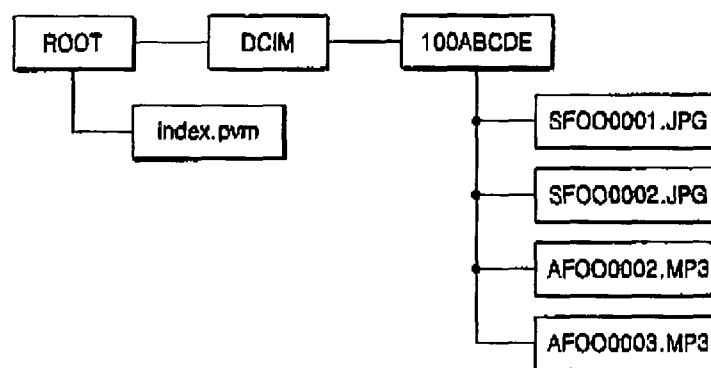 ROOT
DCIM
100ABCDE
index.pvm
SFOO0001.JPG
SFOO0002.JPG
AFOO0002.MP3
AFOO0003.MP3